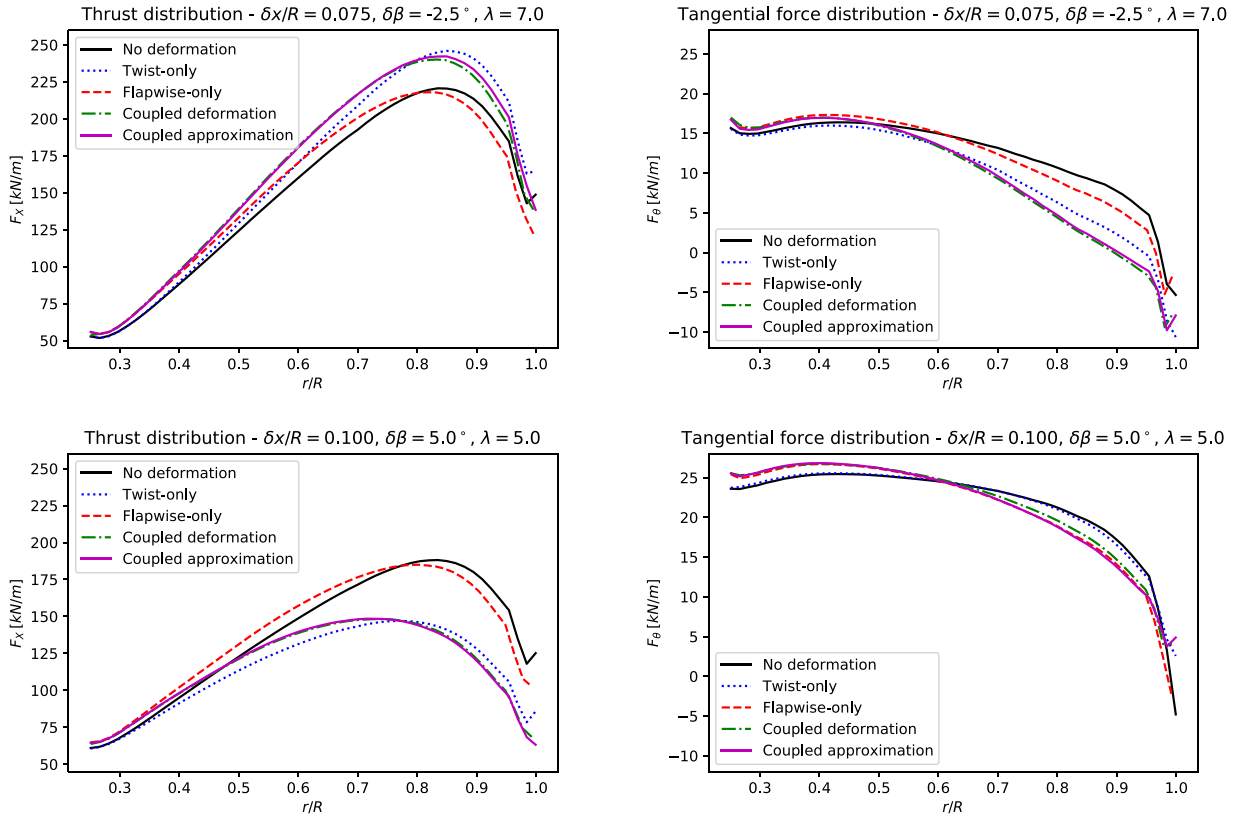 Thrust distribution - δx/R = 0.075, δβ = -2.5°, λ = 7.0
F_X [kN/m]
250
225
200
175
150
125
100
75
50
No deformation
Twist-only
Flapwise-only
Coupled deformation
Coupled approximation
0.3 0.4 0.5 0.6 0.7 0.8 0.9 1.0
r/R
Tangential force distribution - δx/R = 0.075, δβ = -2.5°, λ = 7.0
F_θ [kN/m]
25
20
15
10
5
0
−5
−10
No deformation
Twist-only
Flapwise-only
Coupled deformation
Coupled approximation
0.3 0.4 0.5 0.6 0.7 0.8 0.9 1.0
r/R
Thrust distribution - δx/R = 0.100, δβ = 5.0°, λ = 5.0
F_X [kN/m]
250
225
200
175
150
125
100
75
50
No deformation
Twist-only
Flapwise-only
Coupled deformation
Coupled approximation
0.3 0.4 0.5 0.6 0.7 0.8 0.9 1.0
r/R
Tangential force distribution - δx/R = 0.100, δβ = 5.0°, λ = 5.0
F_θ [kN/m]
25
20
15
10
5
0
−5
−10
No deformation
Twist-only
Flapwise-only
Coupled deformation
Coupled approximation
0.3 0.4 0.5 0.6 0.7 0.8 0.9 1.0
r/R